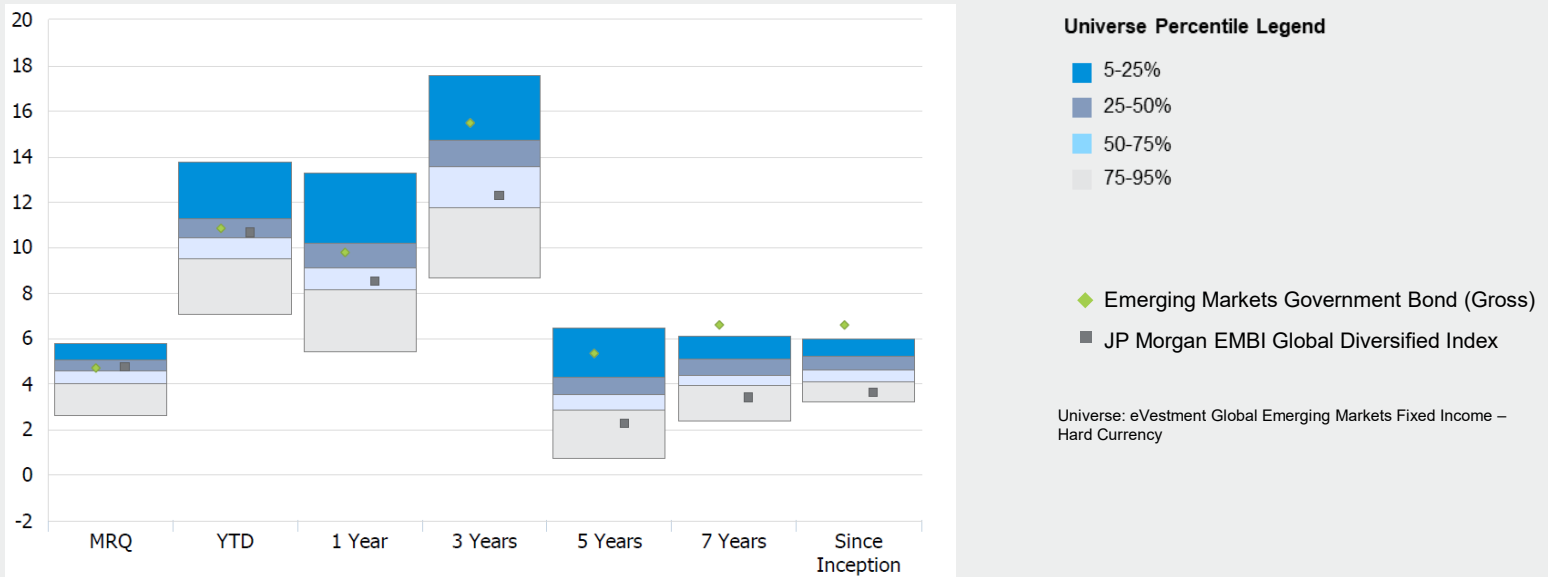 20
18
16
14
12
10
8
6
4
2
0
-2
MRQ
YTD
1 Year
3 Years
5 Years
7 Years
Since
Inception
Universe Percentile Legend
5-25%
25-50%
50-75%
75-95%
Emerging Markets Government Bond (Gross)
JP Morgan EMBI Global Diversified Index
Universe: eVestment Global Emerging Markets Fixed Income –
Hard Currency